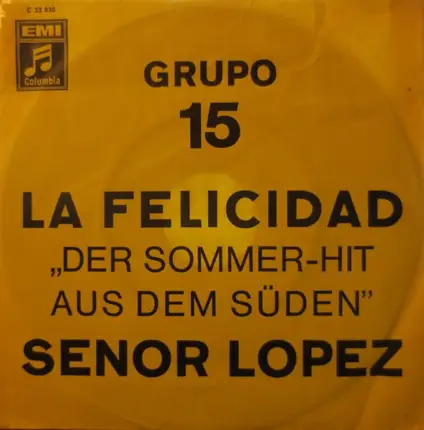 C 23 930
EMI
Columbia
GRUPO
15
LA FELICIDAD
„DER SOMMER-HIT
AUS DEM SÜDEN”
SENOR LOPEZ